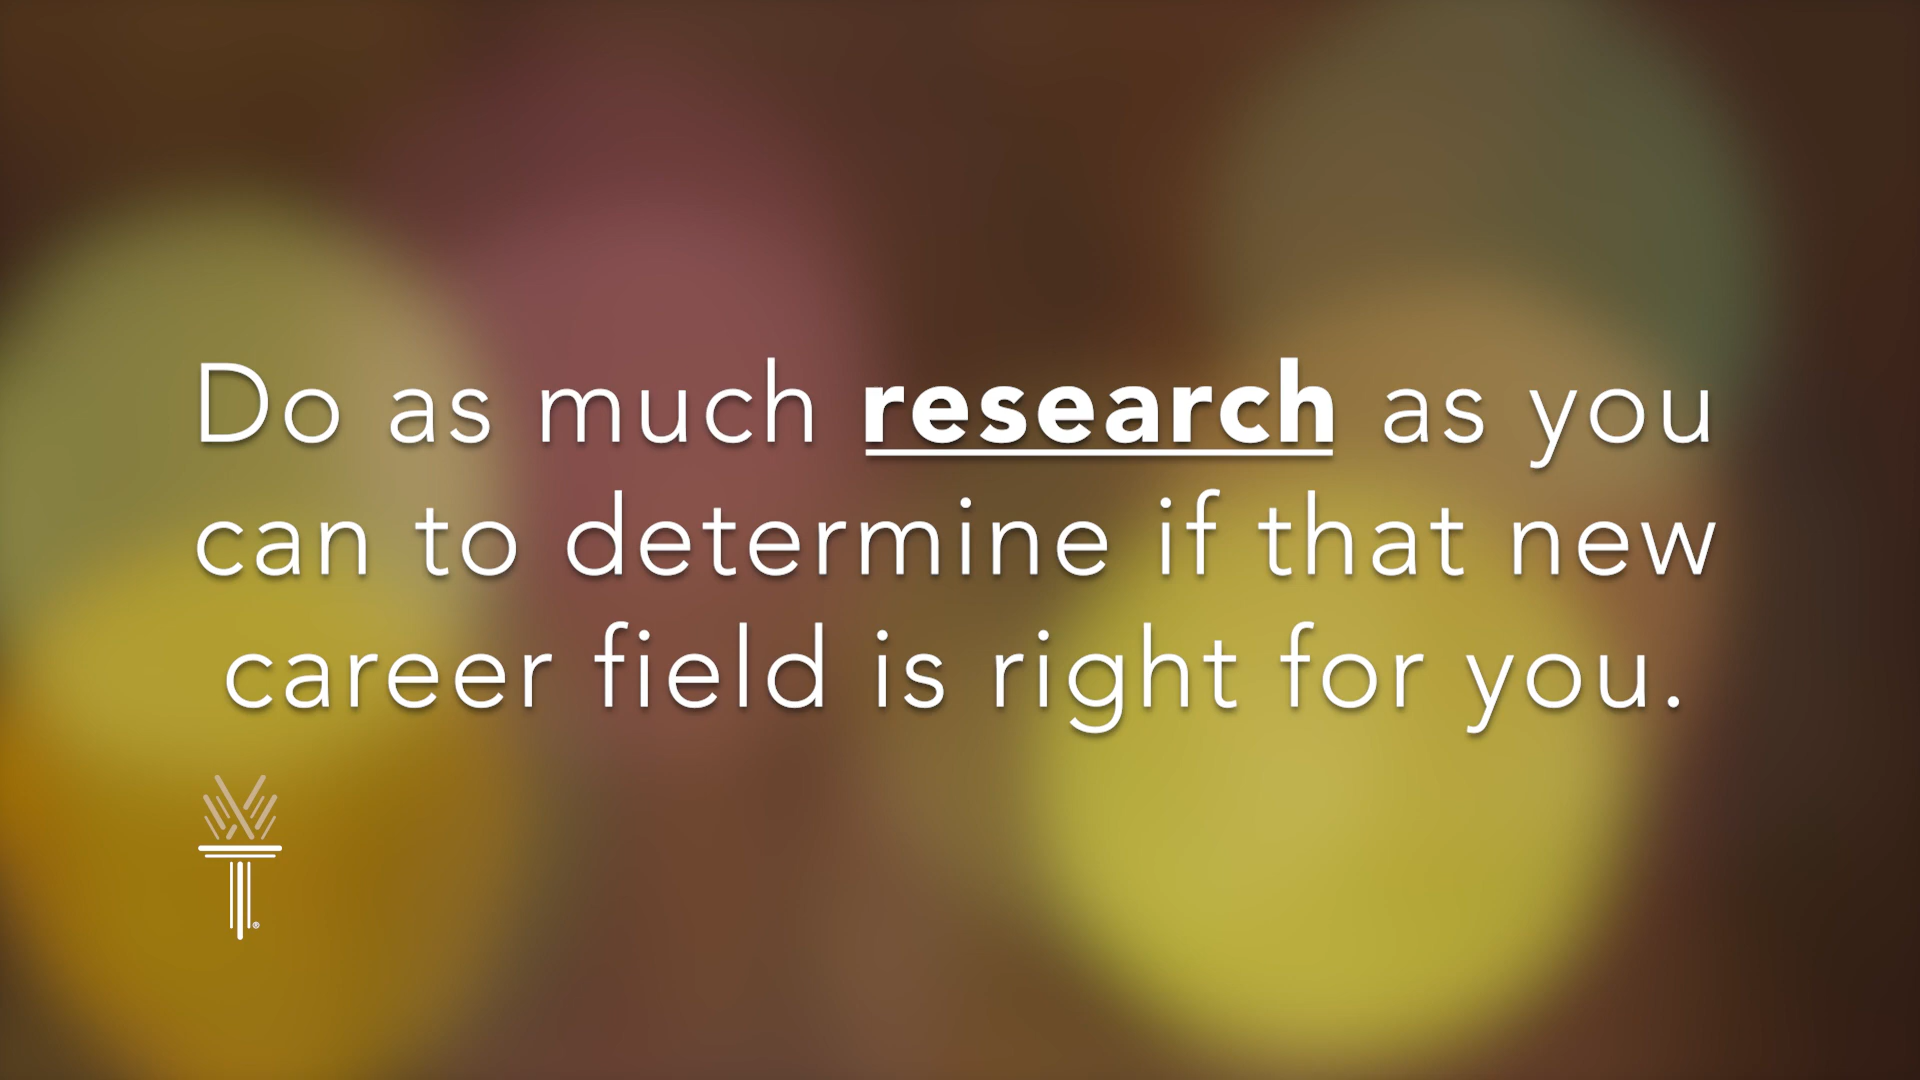 Do as much research as you
can to determine if that new
career field is right for you.
®